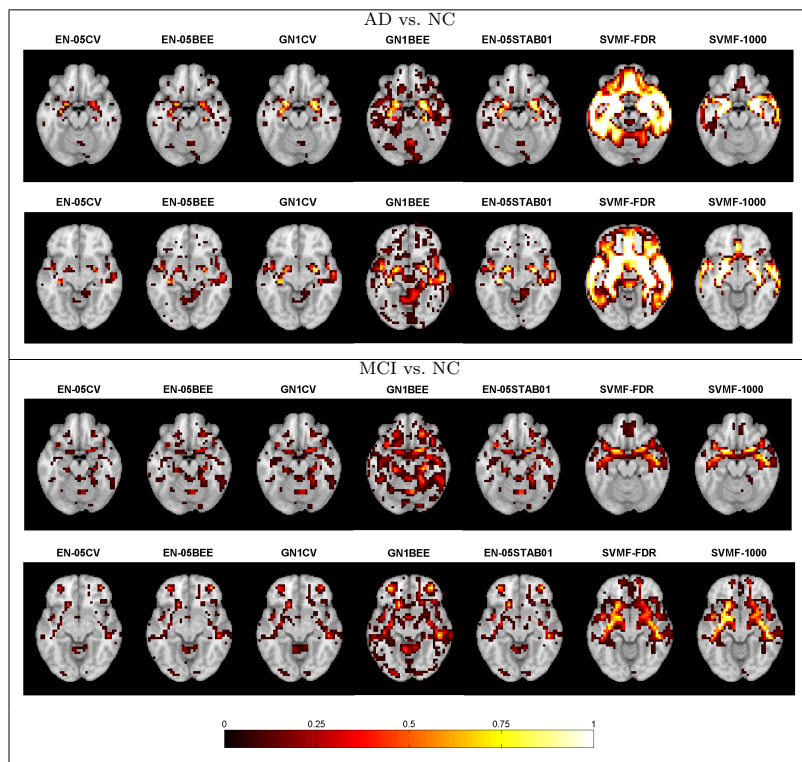 AD vs. NC
EN-05CV EN-05BEE GN1CV GN1BEE EN-05STAB01 SVMF-FDR SVMF-1000
EN-05CV EN-05BEE GN1CV GN1BEE EN-05STAB01 SVMF-FDR SVMF-1000
MCI vs. NC
EN-05CV EN-05BEE GN1CV GN1BEE EN-05STAB01 SVMF-FDR SVMF-1000
EN-05CV EN-05BEE GN1CV GN1BEE EN-05STAB01 SVMF-FDR SVMF-1000
0 0.25 0.5 0.75 1